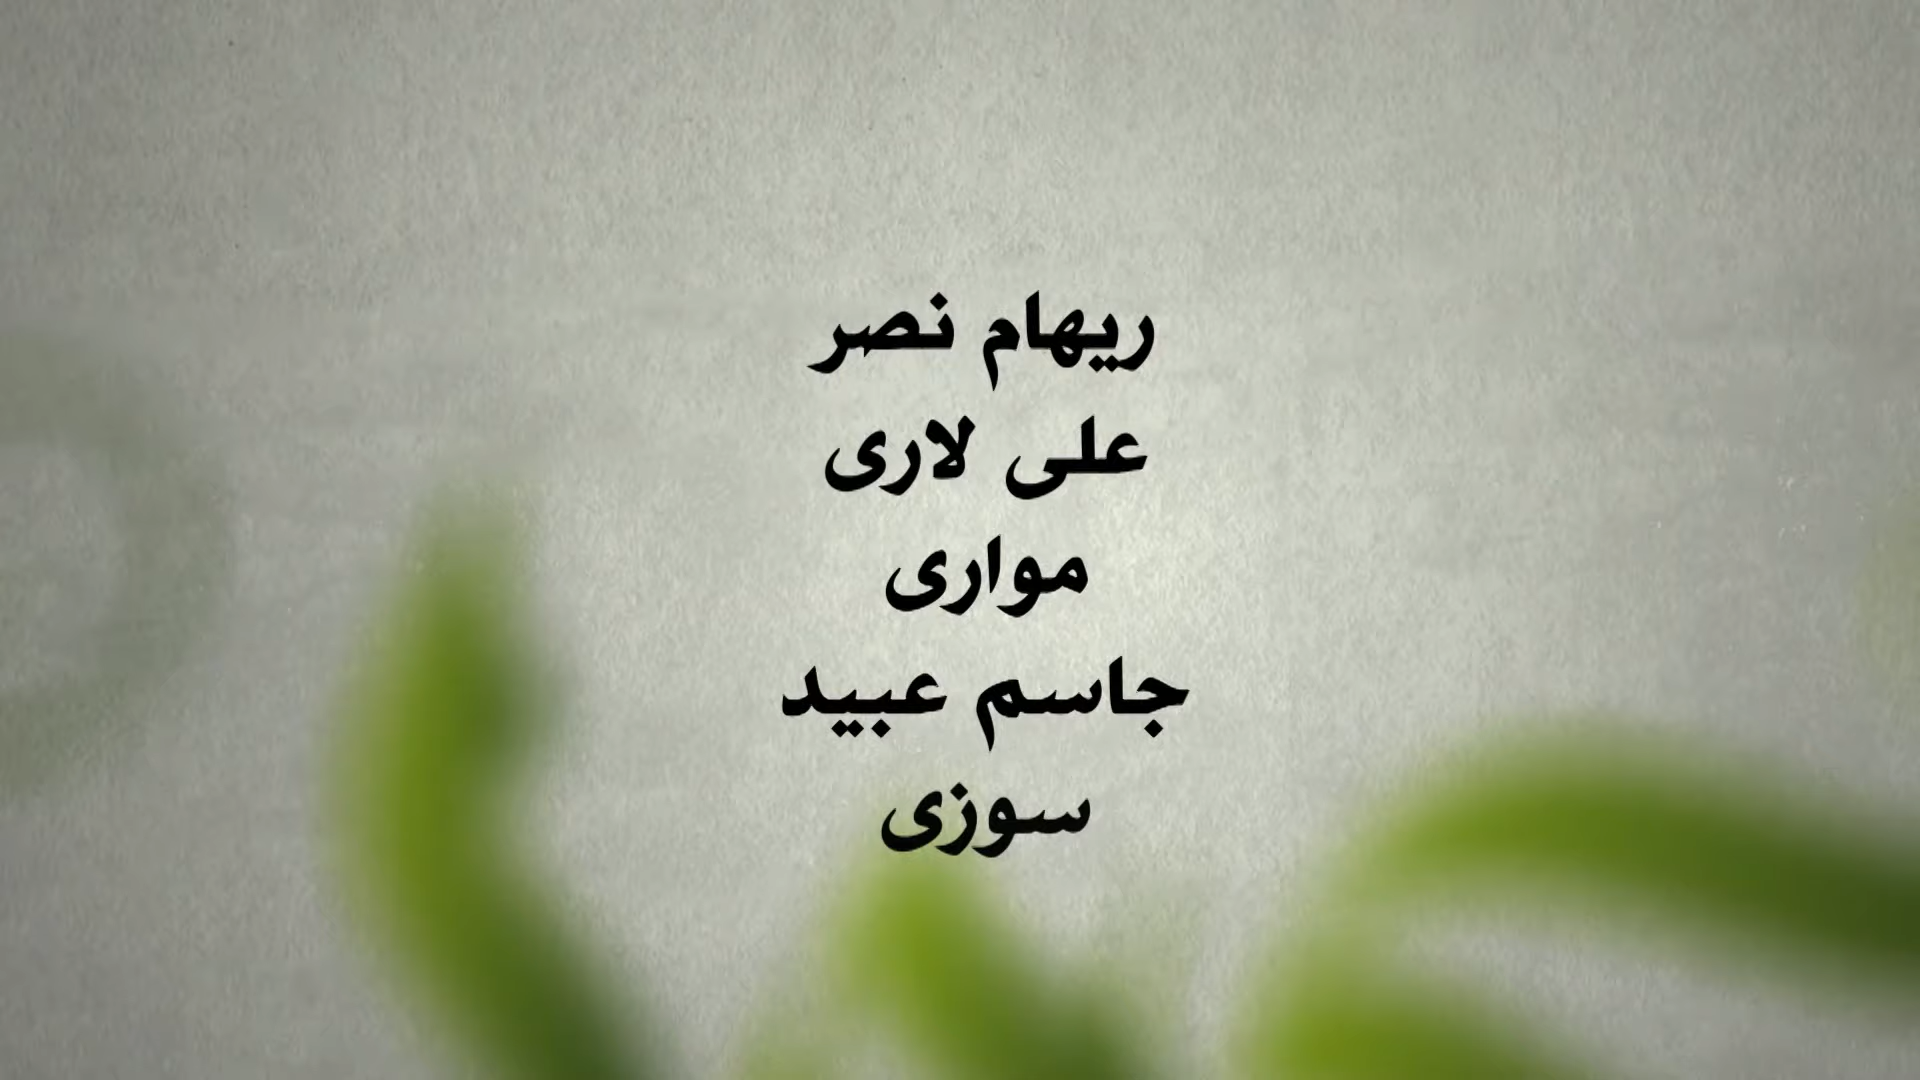 ريهام نصر
على لارى
موارى
جاسم عبيد
سوزى